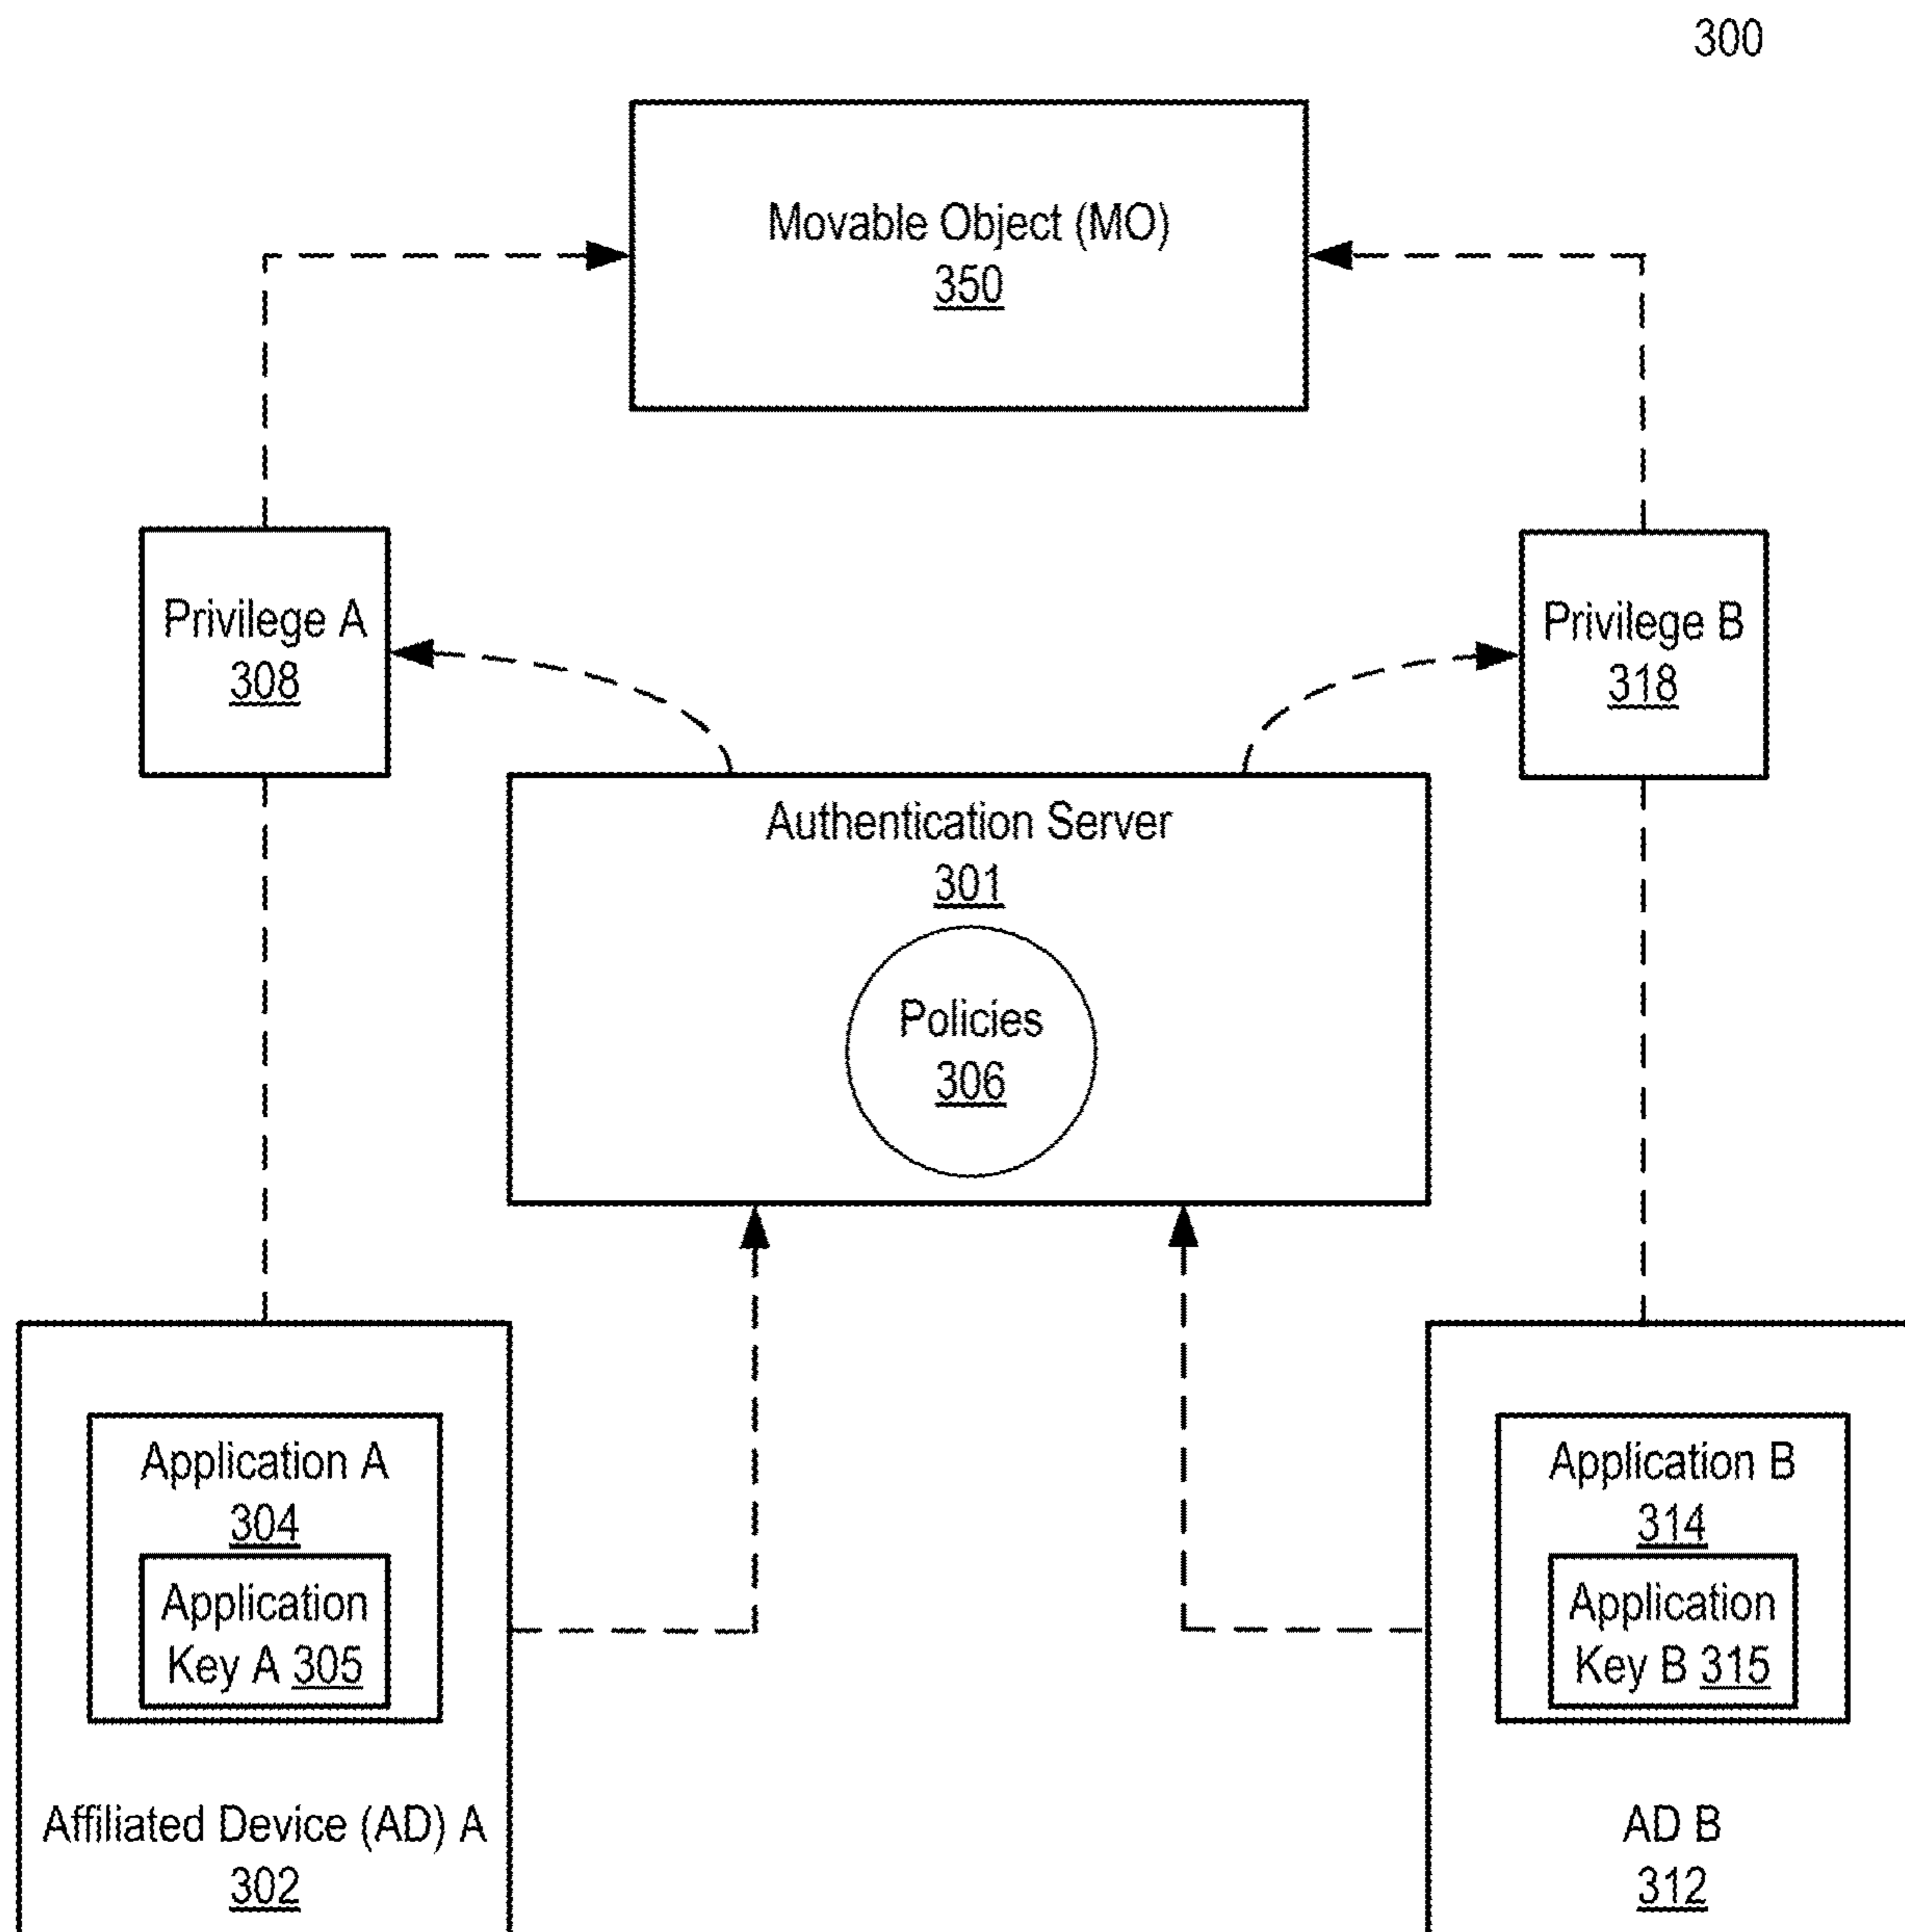 300
Movable Object (MO)
350
Privilege A
308
Privilege B
318
Authentication Server
301
Policies
306
Application A
304
Application
Key A 305
Affiliated Device (AD) A
302
Application B
314
Application
Key B 315
AD B
312